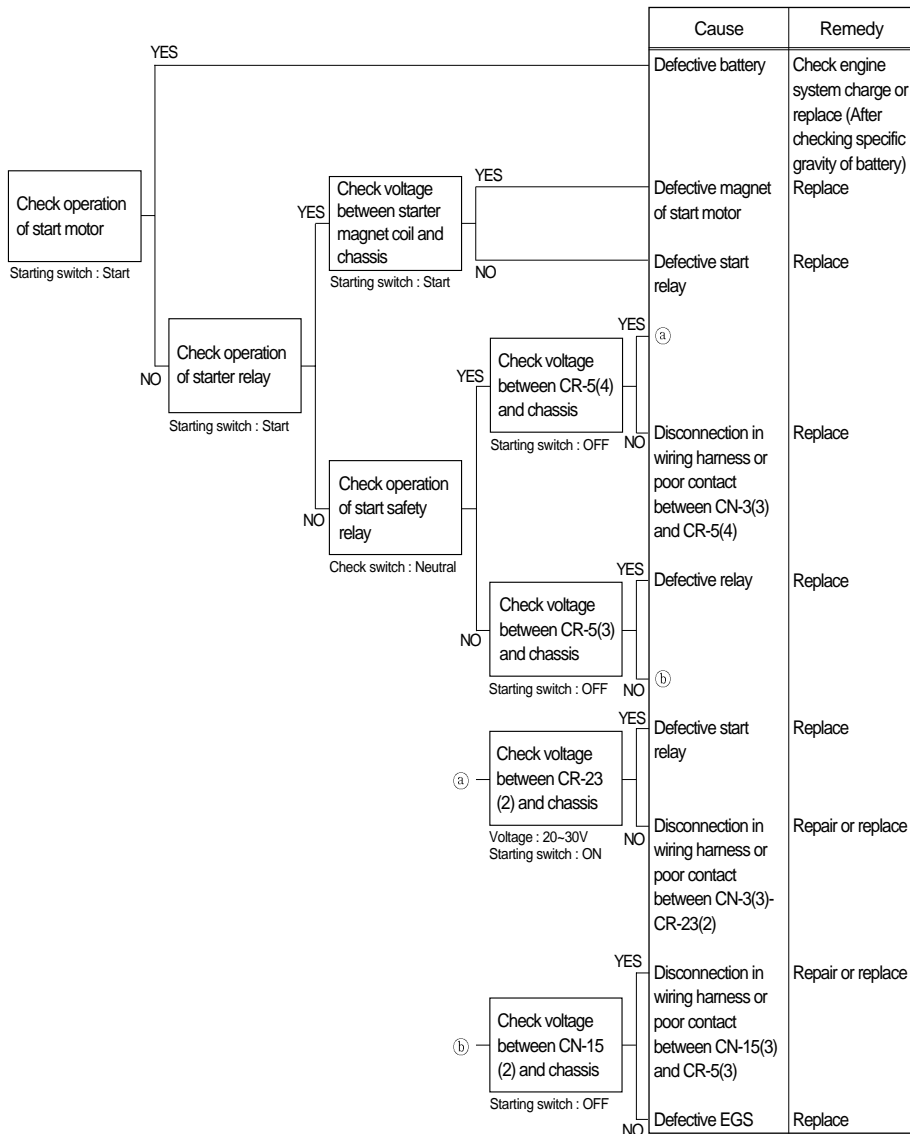 Cause
Remedy
YES
Defective battery
Check engine
system charge or
replace (After
checking specific
gravity of battery)
Check operation
of start motor
Starting switch : Start
YES
Check voltage
between starter
magnet coil and
chassis
Starting switch : Start
YES
Defective magnet
of start motor
Replace
NO
Defective start
relay
Replace
NO
Check operation
of starter relay
Starting switch : Start
YES
Check voltage
between CR-5(4)
and chassis
Starting switch : OFF
YES
ⓐ
NO
Disconnection in
wiring harness or
poor contact
between CN-3(3)
and CR-5(4)
Replace
NO
Check operation
of start safety
relay
Check switch : Neutral
NO
Check voltage
between CR-5(3)
and chassis
Starting switch : OFF
YES
Defective relay
Replace
NO
ⓑ
ⓐ
Check voltage
between CR-23
(2) and chassis
Voltage : 20~30V
Starting switch : ON
YES
Defective start
relay
Replace
NO
Disconnection in
wiring harness or
poor contact
between CN-3(3)-
CR-23(2)
Repair or replace
ⓑ
Check voltage
between CN-15
(2) and chassis
Starting switch : OFF
YES
Disconnection in
wiring harness or
poor contact
between CN-15(3)
and CR-5(3)
Repair or replace
NO
Defective EGS
Replace